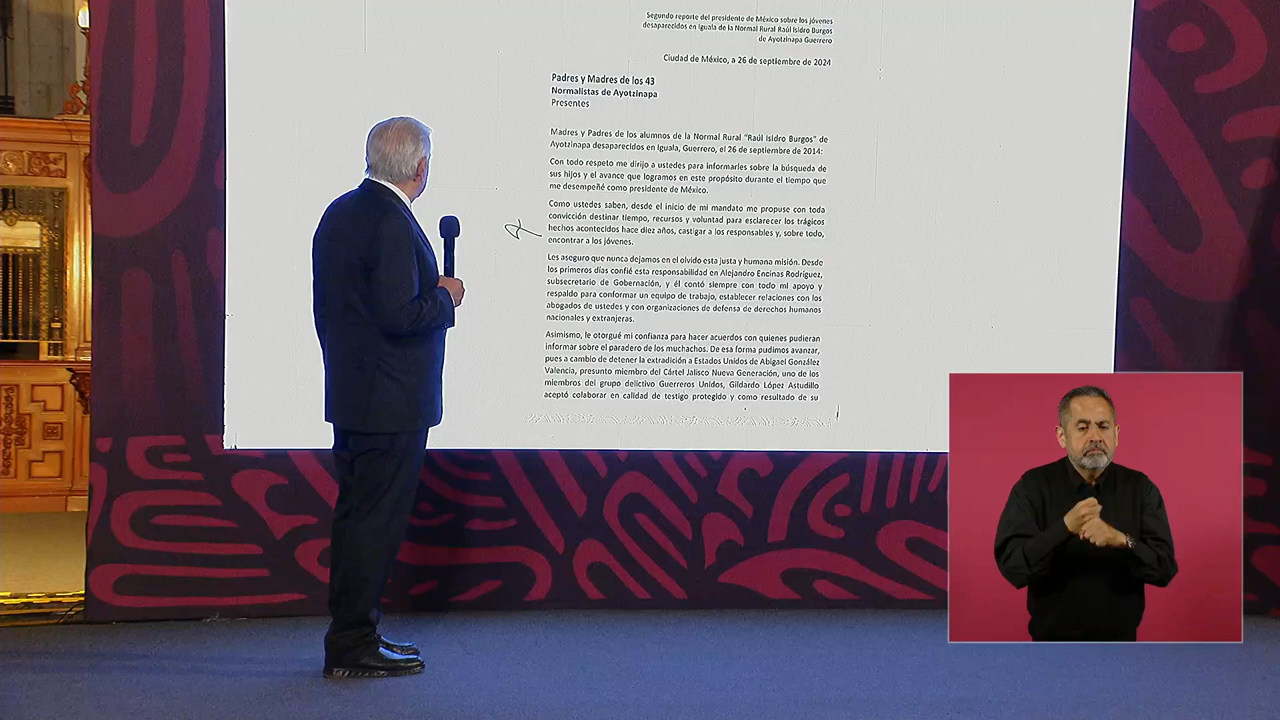 Segundo reporte del presidente de México sobre los jóvenes
desaparecidos en Iguala de la Normal Rural Raúl Isidro Burgos
de Ayotzinapa Guerrero
Ciudad de México, a 26 de septiembre de 2024
Padres y Madres de los 43
Normalistas de Ayotzinapa
Presentes
Madres y Padres de los alumnos de la Normal Rural "Raúl Isidro Burgos" de
Ayotzinapa desaparecidos en Iguala, Guerrero, el 26 de septiembre de 2014:
Con todo respeto me dirijo a ustedes para informarles sobre la búsqueda de
sus hijos y el avance que logramos en este propósito durante el tiempo que
me desempeñé como presidente de México.
Como ustedes saben, desde el inicio de mi mandato me propuse con toda
convicción destinar tiempo, recursos y voluntad para esclarecer los trágicos
hechos acontecidos hace diez años, castigar a los responsables y, sobre todo,
encontrar a los jóvenes.
Les aseguro que nunca dejamos en el olvido esta justa y humana misión. Desde
los primeros días confié esta responsabilidad en Alejandro Encinas Rodríguez,
subsecretario de Gobernación, y él contó siempre con todo mi apoyo y
respaldo para conformar un equipo de trabajo, establecer relaciones con los
abogados de ustedes y con organizaciones de defensa de derechos humanos
nacionales y extranjeras.
Asimismo, le otorgué mi confianza para hacer acuerdos con quienes pudieran
informar sobre el paradero de los muchachos. De esa forma pudimos avanzar,
pues a cambio de detener la extradición a Estados Unidos de Abigael González
Valencia, presunto miembro del Cártel Jalisco Nueva Generación, uno de los
miembros del grupo delictivo Guerreros Unidos, Gildardo López Astudillo
aceptó colaborar en calidad de testigo protegido y como resultado de su